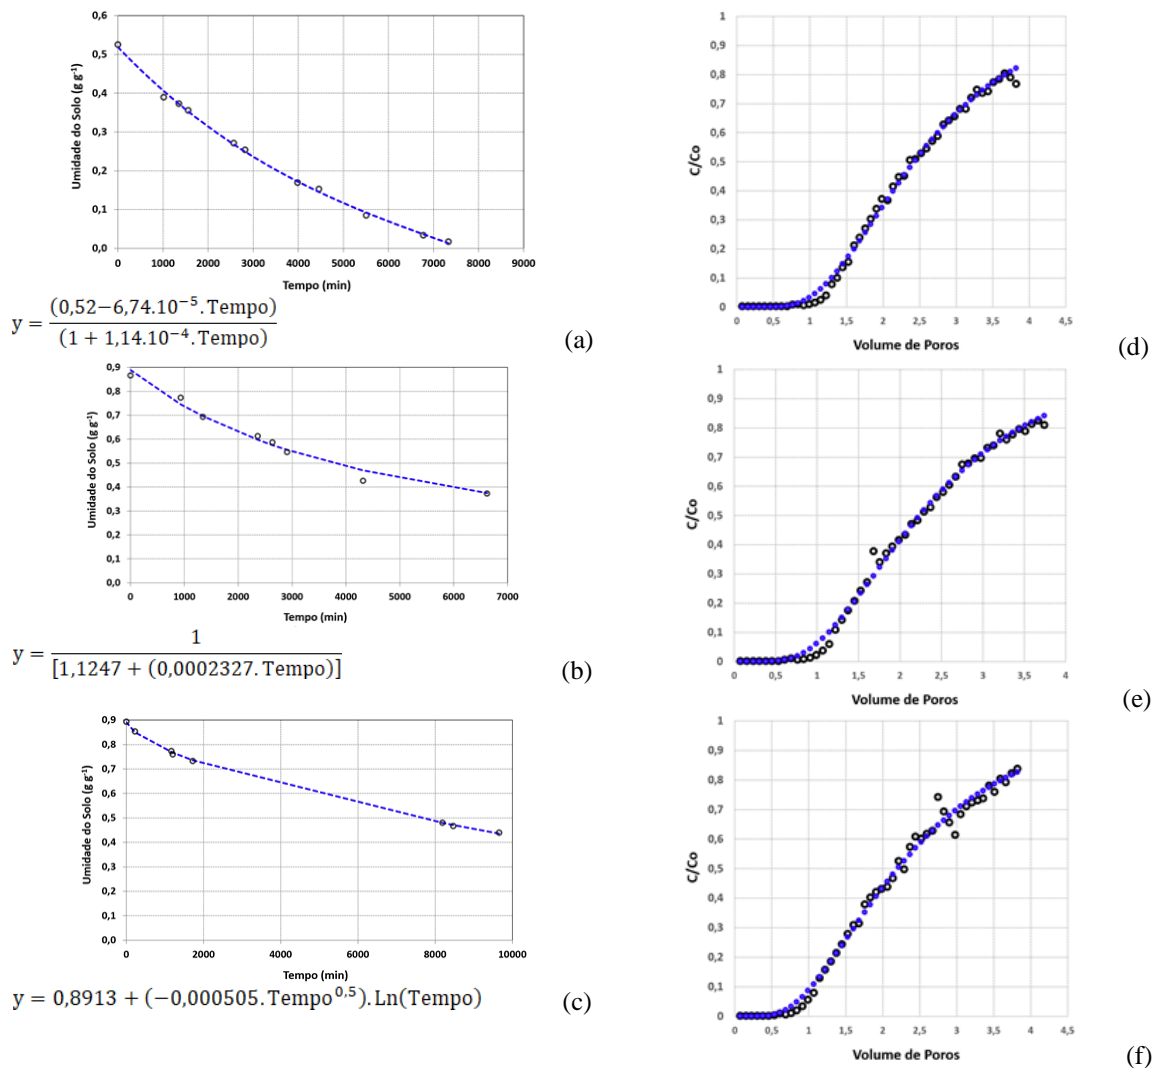 0,6
0,5
0,4
0,3
0,2
0,1
0,0
Umidade do Solo (g g⁻¹)
0 1000 2000 3000 4000 5000 6000 7000 8000 9000
Tempo (min)
y = (0,52−6,74.10⁻⁵.Tempo) / (1 + 1,14.10⁻⁴.Tempo)
(a)
0,9
0,8
0,7
0,6
0,5
0,4
0,3
0,2
0,1
0,0
Umidade do Solo (g g⁻¹)
0 1000 2000 3000 4000 5000 6000 7000
Tempo (min)
y = 1 / [1,1247 + (0,0002327.Tempo)]
(b)
0,9
0,8
0,7
0,6
0,5
0,4
0,3
0,2
0,1
0,0
Umidade do Solo (g g⁻¹)
0 2000 4000 6000 8000 10000
Tempo (min)
y = 0,8913 + (−0,000505.Tempo⁰,⁵).Ln(Tempo)
(c)
1
0,9
0,8
0,7
0,6
0,5
0,4
0,3
0,2
0,1
0
C/Co
0 0,5 1 1,5 2 2,5 3 3,5 4 4,5
Volume de Poros
(d)
1
0,9
0,8
0,7
0,6
0,5
0,4
0,3
0,2
0,1
0
C/Co
0 0,5 1 1,5 2 2,5 3 3,5 4
Volume de Poros
(e)
1
0,9
0,8
0,7
0,6
0,5
0,4
0,3
0,2
0,1
0
C/Co
0 0,5 1 1,5 2 2,5 3 3,5 4 4,5
Volume de Poros
(f)